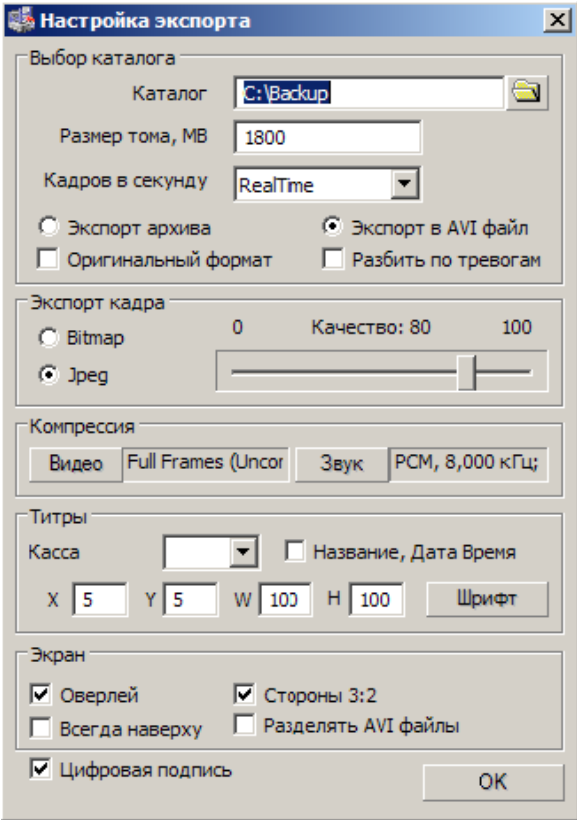 Настройка экспорта
Выбор каталога
Каталог C:\Backup
Размер тома, МВ 1800
Кадров в секунду RealTime
Экспорт архива Экспорт в AVI файл
Оригинальный формат Разбить по тревогам
Экспорт кадра
Bitmap 0 Качество: 80 100
Jpeg
Компрессия
Видео Full Frames (Uncor Звук PCM, 8,000 кГц;
Титры
Касса Название, Дата Время
X 5 Y 5 W 100 H 100 Шрифт
Экран
Оверлей Стороны 3:2
Всегда наверху Разделять AVI файлы
Цифровая подпись OK